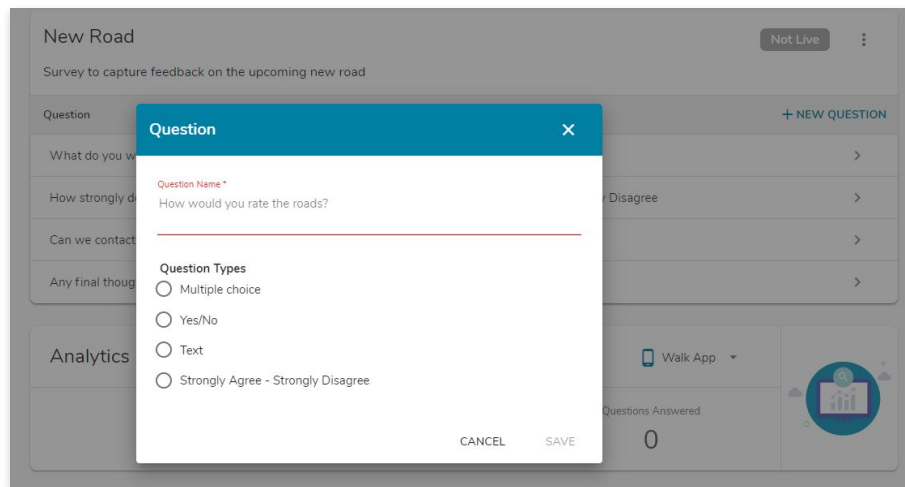 New Road
Not Live
Survey to capture feedback on the upcoming new road
Question
+ NEW QUESTION
What do you w
How strongly d
y Disagree
Can we contact
Any final thoug
Question
Question Name *
How would you rate the roads?
Question Types
Multiple choice
Yes/No
Text
Strongly Agree - Strongly Disagree
CANCEL
SAVE
Analytics
Walk App
Questions Answered
0